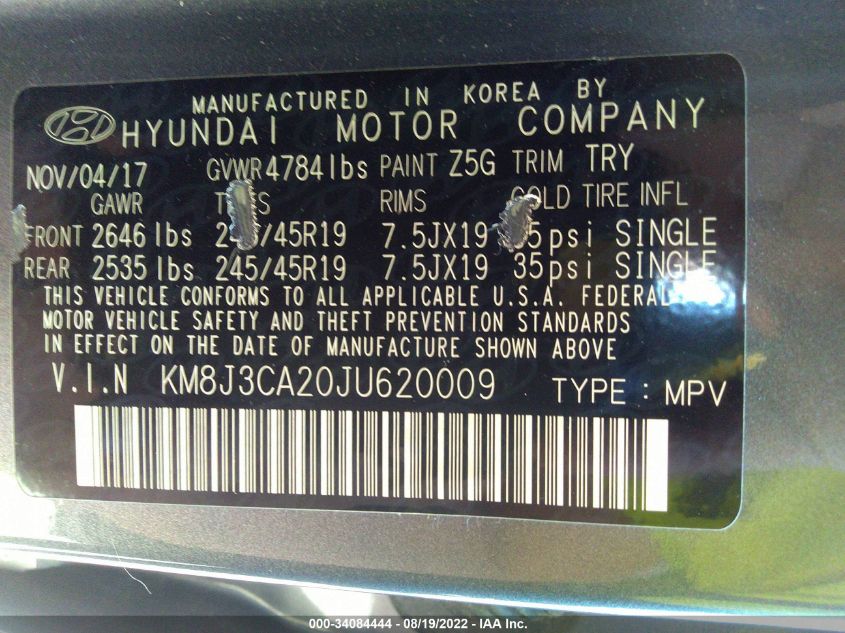 MANUFACTURED IN KOREA BY
HYUNDAI MOTOR COMPANY
NOV/04/17 GVWR 4784 lbs PAINT Z5G TRIM TRY
GAWR RIMS TIRE INFL
FRONT 2646 lbs 7.5JX19 SINGLE
REAR 2535 lbs 245/45R19 7.5JX19 35psi SINGLE
THIS VEHICLE CONFORMS TO ALL APPLICABLE U.S.A. FEDERAL
MOTOR VEHICLE SAFETY AND THEFT PREVENTION STANDARDS
IN EFFECT ON THE DATE OF MANUFACTURE SHOWN ABOVE.
V.I.N KM8J3CA20JU620009 TYPE : MPV
000-34084444 - 08/19/2022 - IAA Inc.